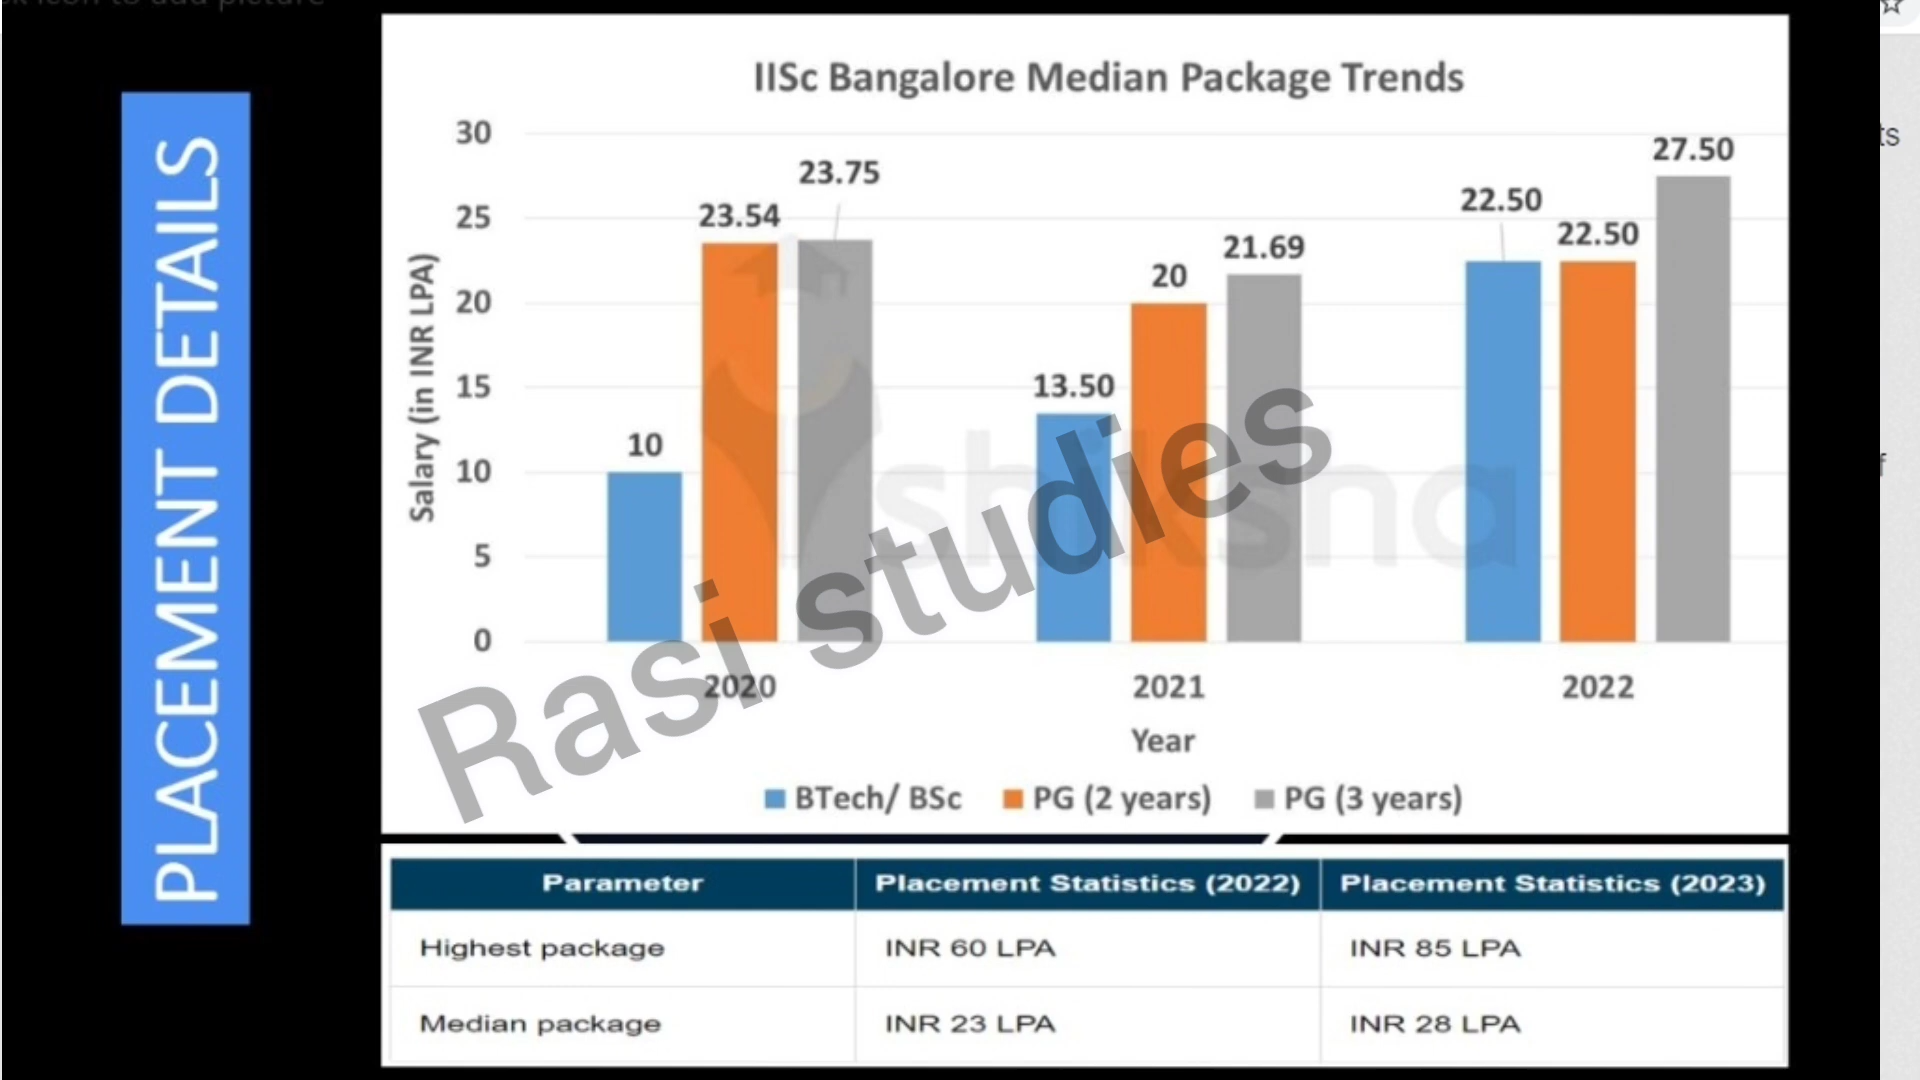 PLACEMENT DETAILS
IISc Bangalore Median Package Trends
Salary (in INR LPA)
30
25
20
15
10
5
0
10
23.54
23.75
13.50
20
21.69
22.50
22.50
27.50
2020
2021
2022
Year
BTech/ BSc
PG (2 years)
PG (3 years)
shiksha
Rasi studies
Parameter
Placement Statistics (2022)
Placement Statistics (2023)
Highest package
INR 60 LPA
INR 85 LPA
Median package
INR 23 LPA
INR 28 LPA